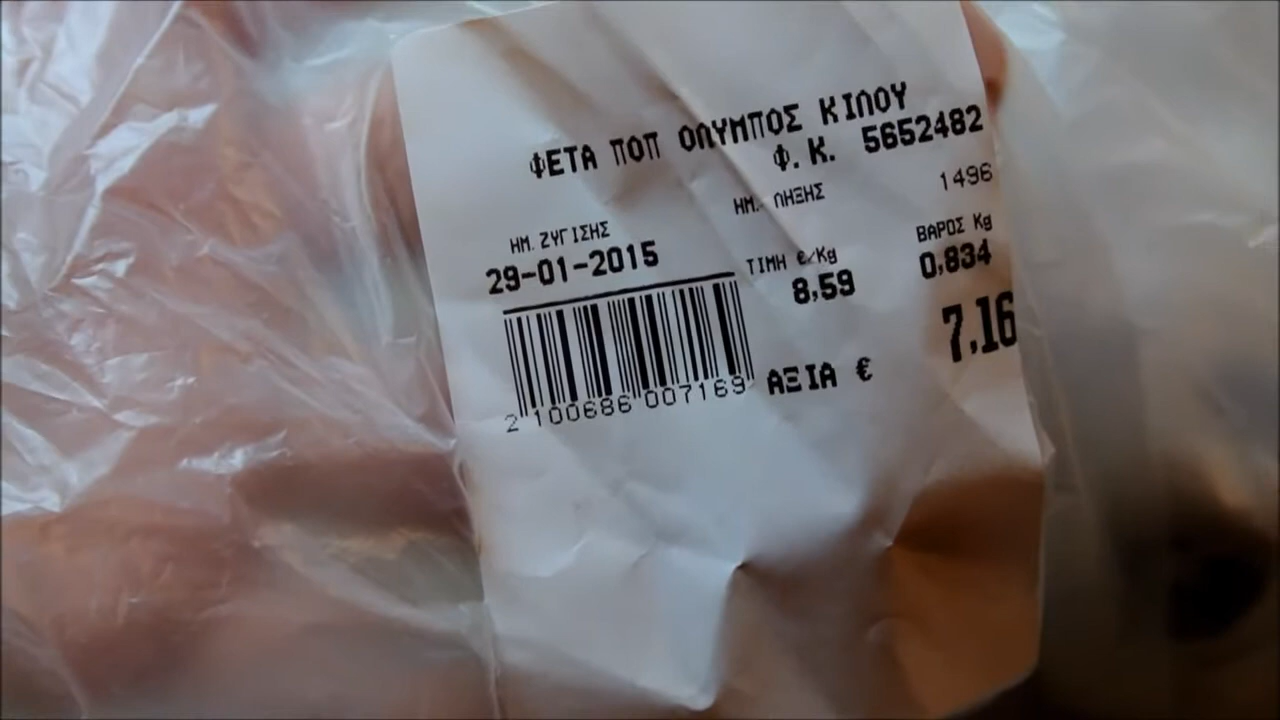 ΦΕΤΑ ΠΟΠ ΟΛΥΜΠΟΣ ΚΙΛΟΥ
Φ. Κ. 5652482
1496
ΗΜ. ΖΥΓΙΣΗΣ ΗΜ. ΛΗΞΗΣ
29-01-2015
ΤΙΜΗ €/Kg ΒΑΡΟΣ Kg
8,59 0,834
ΑΞΙΑ € 7,16
2 100686 007169